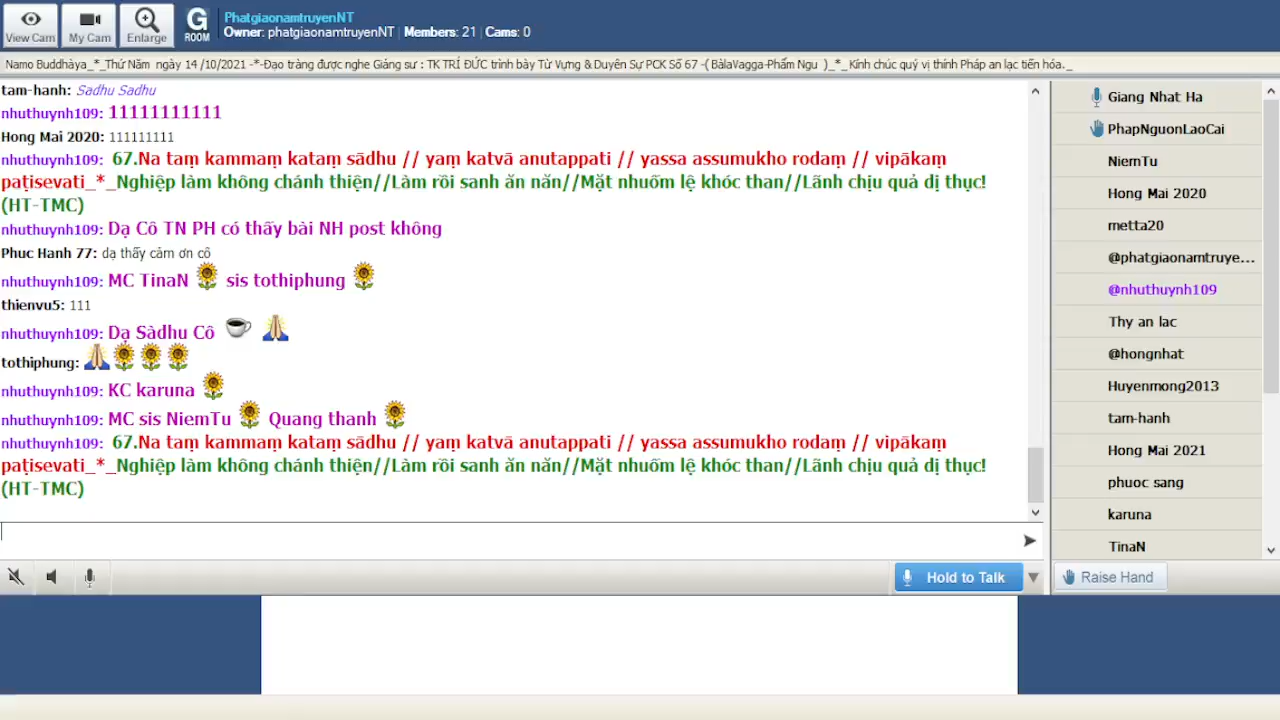 View Cam
My Cam
Enlarge
G
ROOM
PhatgiaonamtruyenNT
Owner: phatgiaonamtruyenNT | Members: 21 | Cams: 0
Namo Buddhàya_*_Thứ Năm ngày 14 /10/2021 -*-Đạo tràng được nghe Giảng sư : TK TRÍ ĐỨC trình bày Từ Vựng & Duyên Sự PCK Số 67 -( BàlaVagga-Phẩm Ngu )_*_ Kính chúc quý vị thính Pháp an lạc tiến hóa._
tam-hanh: Sadhu Sadhu
nhuthuynh109: 11111111111
Hong Mai 2020: 111111111
nhuthuynh109: 67.Na taṃ kammaṃ kataṃ sādhu // yaṃ katvā anutappati // yassa assumukho rodaṃ // vipākaṃ
paṭisevati_*_Nghiệp làm không chánh thiện//Làm rồi sanh ăn năn//Mặt nhuốm lệ khóc than//Lãnh chịu quả dị thục!
(HT-TMC)
nhuthuynh109: Dạ Cô TN PH có thấy bài NH post không
Phuc Hanh 77: dạ thấy cảm ơn cô
nhuthuynh109: MC TinaN sis tothiphung
thienvu5: 111
nhuthuynh109: Dạ Sàdhu Cô
tothiphung:
nhuthuynh109: KC karuna
nhuthuynh109: MC sis NiemTu Quang thanh
nhuthuynh109: 67.Na taṃ kammaṃ kataṃ sādhu // yaṃ katvā anutappati // yassa assumukho rodaṃ // vipākaṃ
paṭisevati_*_Nghiệp làm không chánh thiện//Làm rồi sanh ăn năn//Mặt nhuốm lệ khóc than//Lãnh chịu quả dị thục!
(HT-TMC)
Hold to Talk
Giang Nhat Ha
PhapNguonLaoCai
NiemTu
Hong Mai 2020
metta20
@phatgiaonamtruye...
@nhuthuynh109
Thy an lac
@hongnhat
Huyenmong2013
tam-hanh
Hong Mai 2021
phuoc sang
karuna
TinaN
Raise Hand